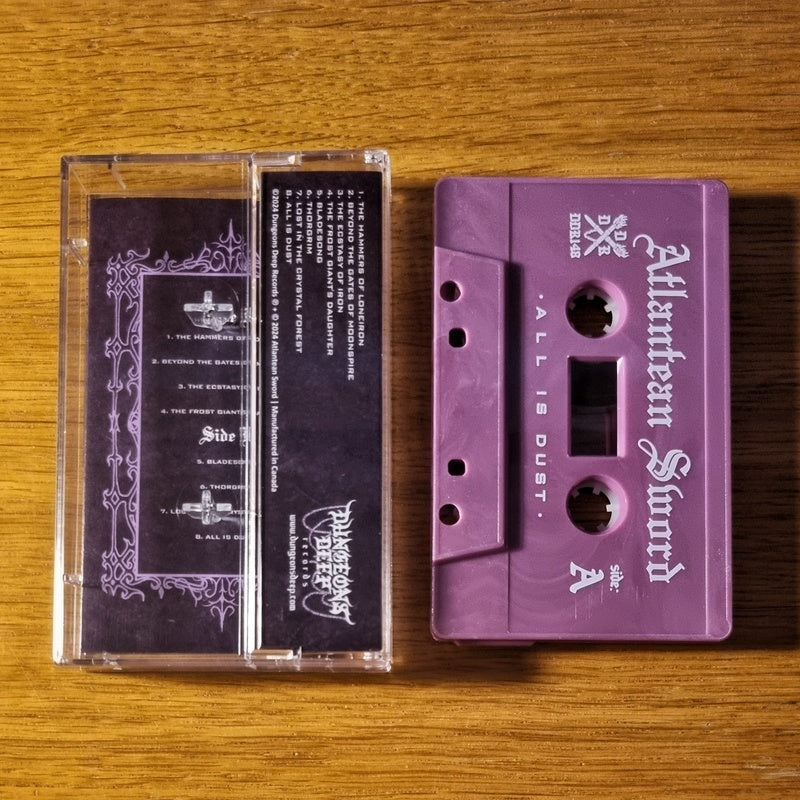 1. THE HAMMERS OF
2. BEYOND THE GATES
3. THE ECSTASY
4. THE FROST GIANT'S
Side
5. BLADESO
6. THORGR
7. LO
8. ALL IS DU
1. THE HAMMERS OF LONEIRON
2. BEYOND THE GATES OF MOONSPIRE
3. THE ECSTASY OF IRON
4. THE FROST GIANT'S DAUGHTER
5. BLADESONG
6. THORGRIM
7. LOST IN THE CRYSTAL FOREST
8. ALL IS DUST
©2024 Dungeons Deep Records ℗ + © 2024 Atlantean Sword | Manufactured in Canada
DUNGEONS
DEEP
records
www.dungeonsdeep.com
Atlantean Sword
D D R
DDR148
side:
A
·ALL IS DUST·